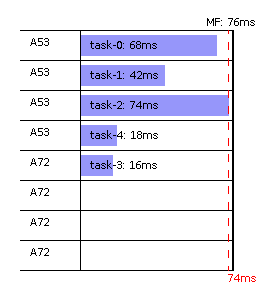 MF: 76ms
A53 task-0: 68ms
A53 task-1: 42ms
A53 task-2: 74ms
A53 task-4: 18ms
A72 task-3: 16ms
A72
A72
A72
74ms